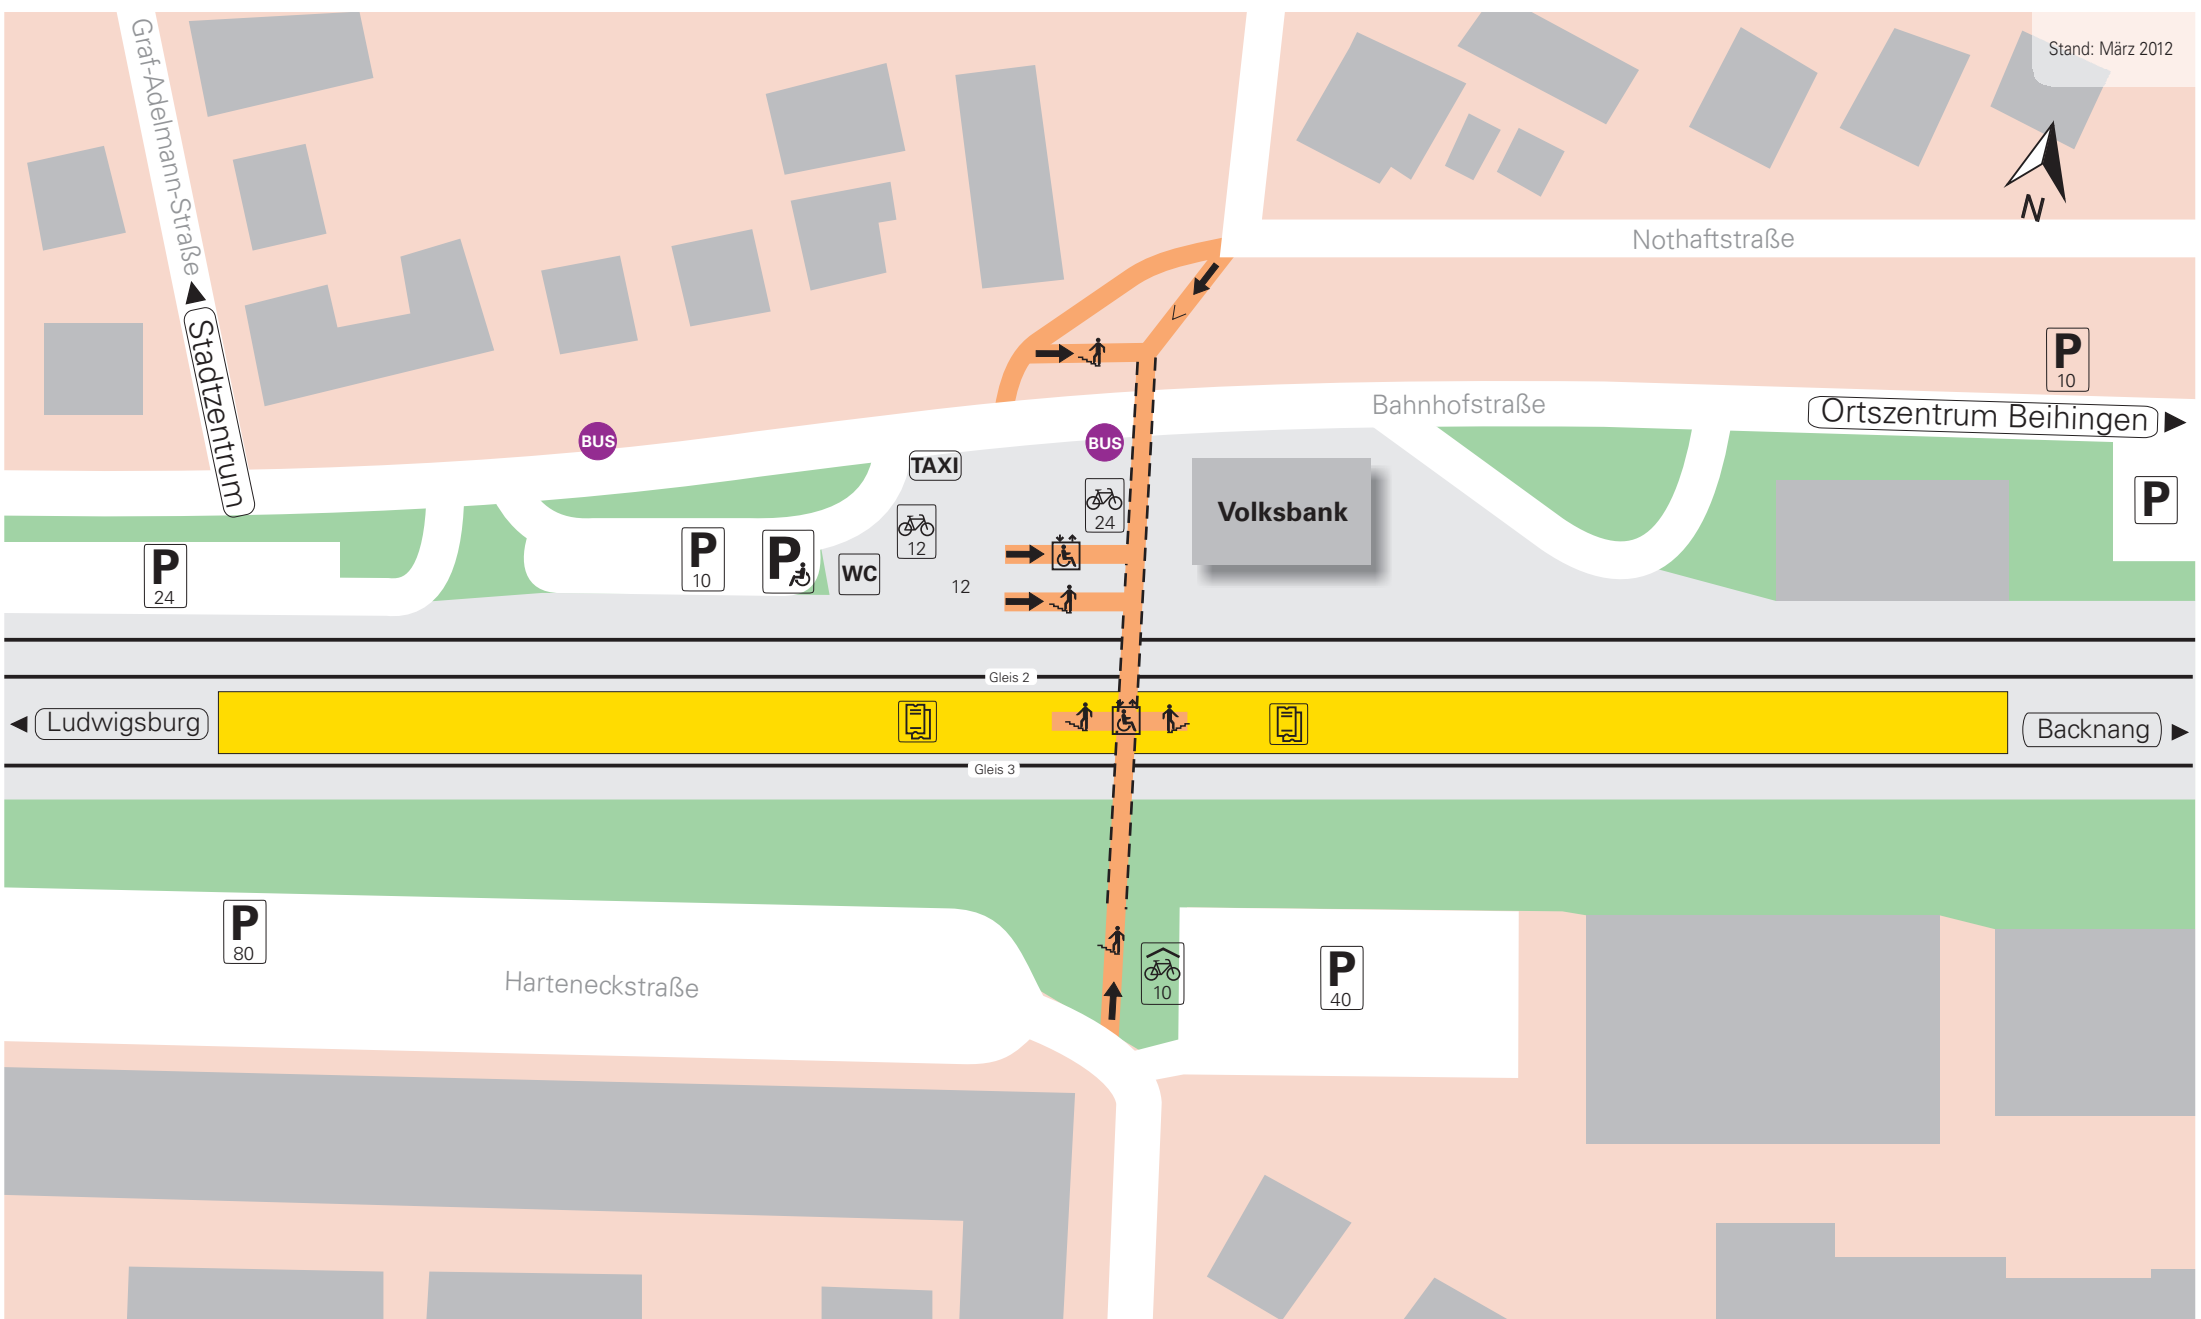 Stand: März 2012
Graf-Adelmann-Straße
Stadtzentrum
N
Nothaftstraße
P
10
Bahnhofstraße
Ortszentrum Beihingen
BUS
BUS
TAXI
P
24
12
24
Volksbank
P
10
P
WC
12
P
24
Gleis 2
Ludwigsburg
Backnang
Gleis 3
P
80
Harteneckstraße
10
P
40